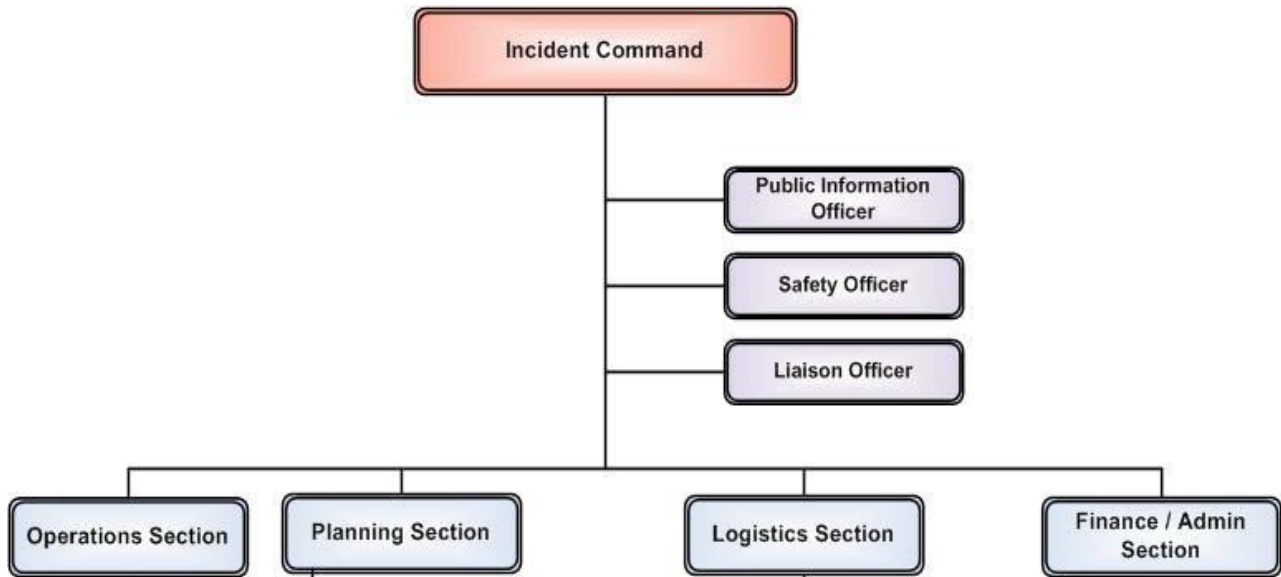 Incident Command
Public Information
Officer
Safety Officer
Liaison Officer
Operations Section
Planning Section
Logistics Section
Finance / Admin
Section